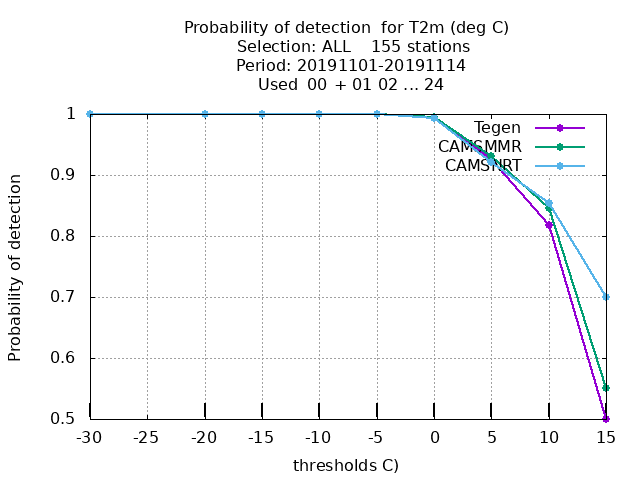 Probability of detection for T2m (deg C)
Selection: ALL 155 stations
Period: 20191101-20191114
Used 00 + 01 02 ... 24
Probability of detection
1
0.9
0.8
0.7
0.6
0.5
Tegen
CAMSMMR
CAMSNRT
-30 -25 -20 -15 -10 -5 0 5 10 15
thresholds C)